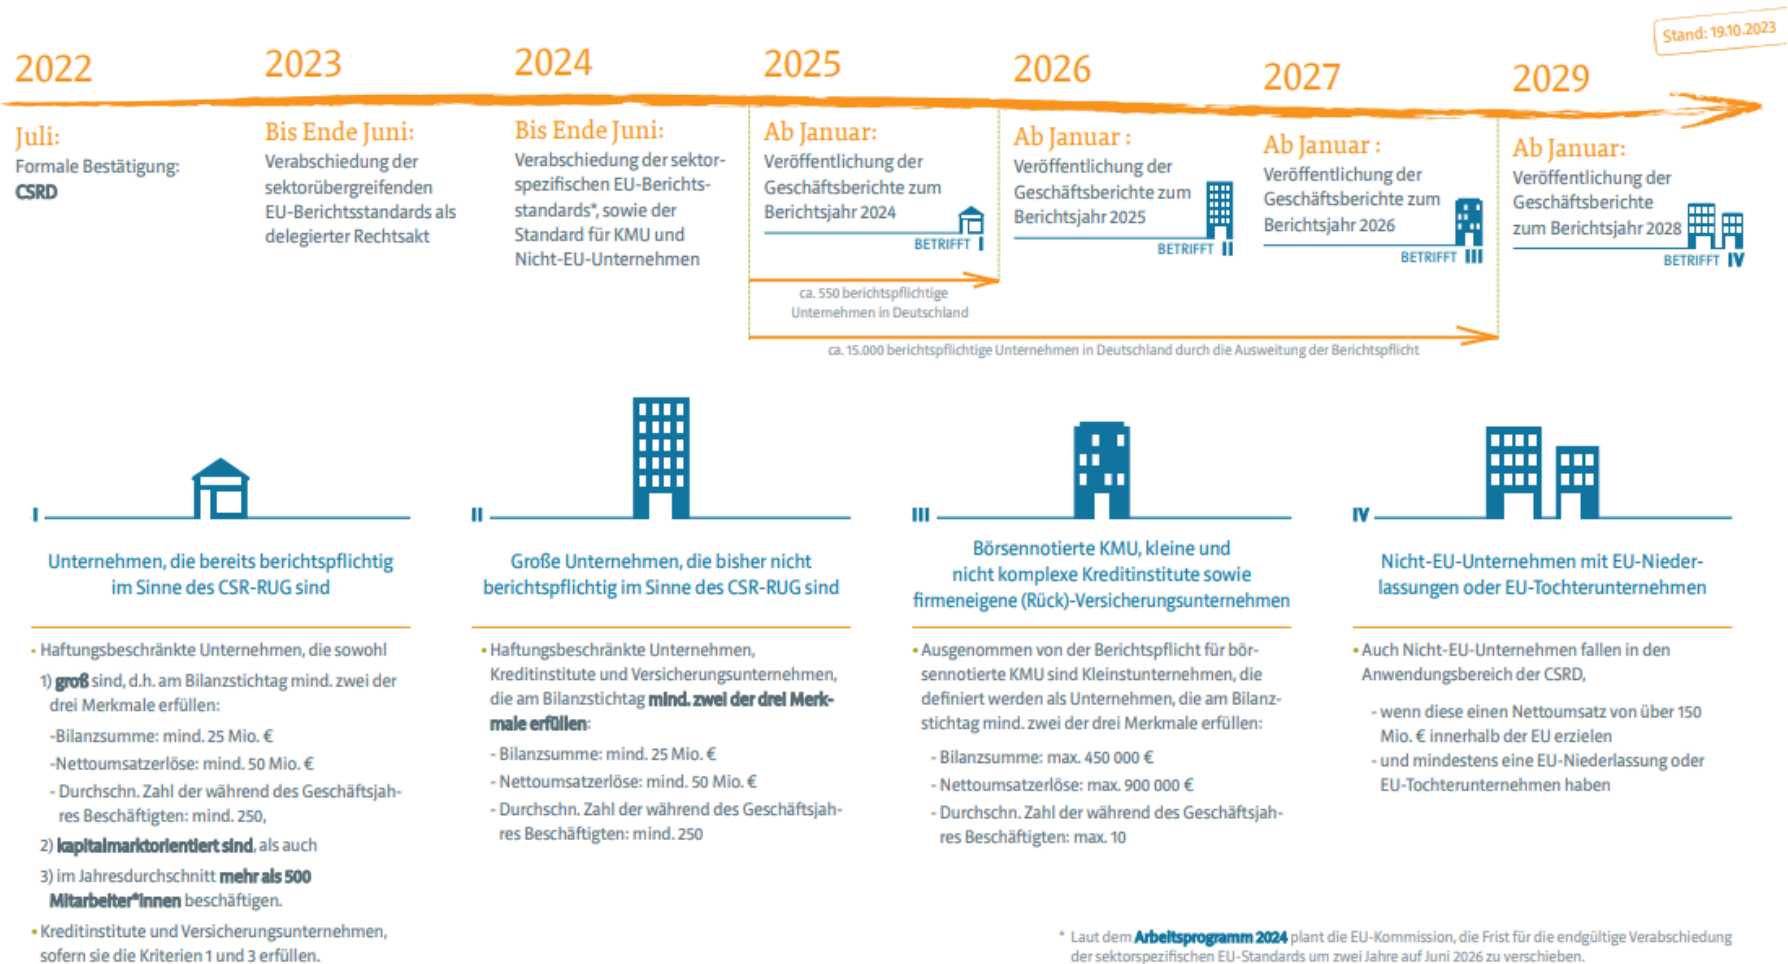 Stand: 19.10.2023
2022
Juli:
Formale Bestätigung:
CSRD
2023
Bis Ende Juni:
Verabschiedung der
sektorübergreifenden
EU-Berichtsstandards als
delegierter Rechtsakt
2024
Bis Ende Juni:
Verabschiedung der sektor-
spezifischen EU-Berichts-
standards*, sowie der
Standard für KMU und
Nicht-EU-Unternehmen
2025
Ab Januar:
Veröffentlichung der
Geschäftsberichte zum
Berichtsjahr 2024
BETRIFFT I
2026
Ab Januar :
Veröffentlichung der
Geschäftsberichte zum
Berichtsjahr 2025
BETRIFFT II
2027
Ab Januar :
Veröffentlichung der
Geschäftsberichte zum
Berichtsjahr 2026
BETRIFFT III
2029
Ab Januar:
Veröffentlichung der
Geschäftsberichte
zum Berichtsjahr 2028
BETRIFFT IV
ca. 550 berichtspflichtige
Unternehmen in Deutschland
ca. 15.000 berichtspflichtige Unternehmen in Deutschland durch die Ausweitung der Berichtspflicht
I
Unternehmen, die bereits berichtspflichtig
im Sinne des CSR-RUG sind
• Haftungsbeschränkte Unternehmen, die sowohl
1) groß sind, d.h. am Bilanzstichtag mind. zwei der
drei Merkmale erfüllen:
-Bilanzsumme: mind. 25 Mio. €
-Nettoumsatzerlöse: mind. 50 Mio. €
- Durchschn. Zahl der während des Geschäftsjah-
res Beschäftigten: mind. 250,
2) kapitalmarktorientiert sind, als auch
3) im Jahresdurchschnitt mehr als 500
Mitarbeiter*innen beschäftigen.
• Kreditinstitute und Versicherungsunternehmen,
sofern sie die Kriterien 1 und 3 erfüllen.
II
Große Unternehmen, die bisher nicht
berichtspflichtig im Sinne des CSR-RUG sind
• Haftungsbeschränkte Unternehmen,
Kreditinstitute und Versicherungsunternehmen,
die am Bilanzstichtag mind. zwei der drei Merk-
male erfüllen:
- Bilanzsumme: mind. 25 Mio. €
- Nettoumsatzerlöse: mind. 50 Mio. €
- Durchschn. Zahl der während des Geschäftsjah-
res Beschäftigten: mind. 250
III
Börsennotierte KMU, kleine und
nicht komplexe Kreditinstitute sowie
firmeneigene (Rück)-Versicherungsunternehmen
• Ausgenommen von der Berichtspflicht für bör-
sennotierte KMU sind Kleinstunternehmen, die
definiert werden als Unternehmen, die am Bilanz-
stichtag mind. zwei der drei Merkmale erfüllen:
- Bilanzsumme: max. 450 000 €
- Nettoumsatzerlöse: max. 900 000 €
- Durchschn. Zahl der während des Geschäftsjah-
res Beschäftigten: max. 10
IV
Nicht-EU-Unternehmen mit EU-Nieder-
lassungen oder EU-Tochterunternehmen
• Auch Nicht-EU-Unternehmen fallen in den
Anwendungsbereich der CSRD,
- wenn diese einen Nettoumsatz von über 150
Mio. € innerhalb der EU erzielen
- und mindestens eine EU-Niederlassung oder
EU-Tochterunternehmen haben
* Laut dem Arbeitsprogramm 2024 plant die EU-Kommission, die Frist für die endgültige Verabschiedung
der sektorspezifischen EU-Standards um zwei Jahre auf Juni 2026 zu verschieben.